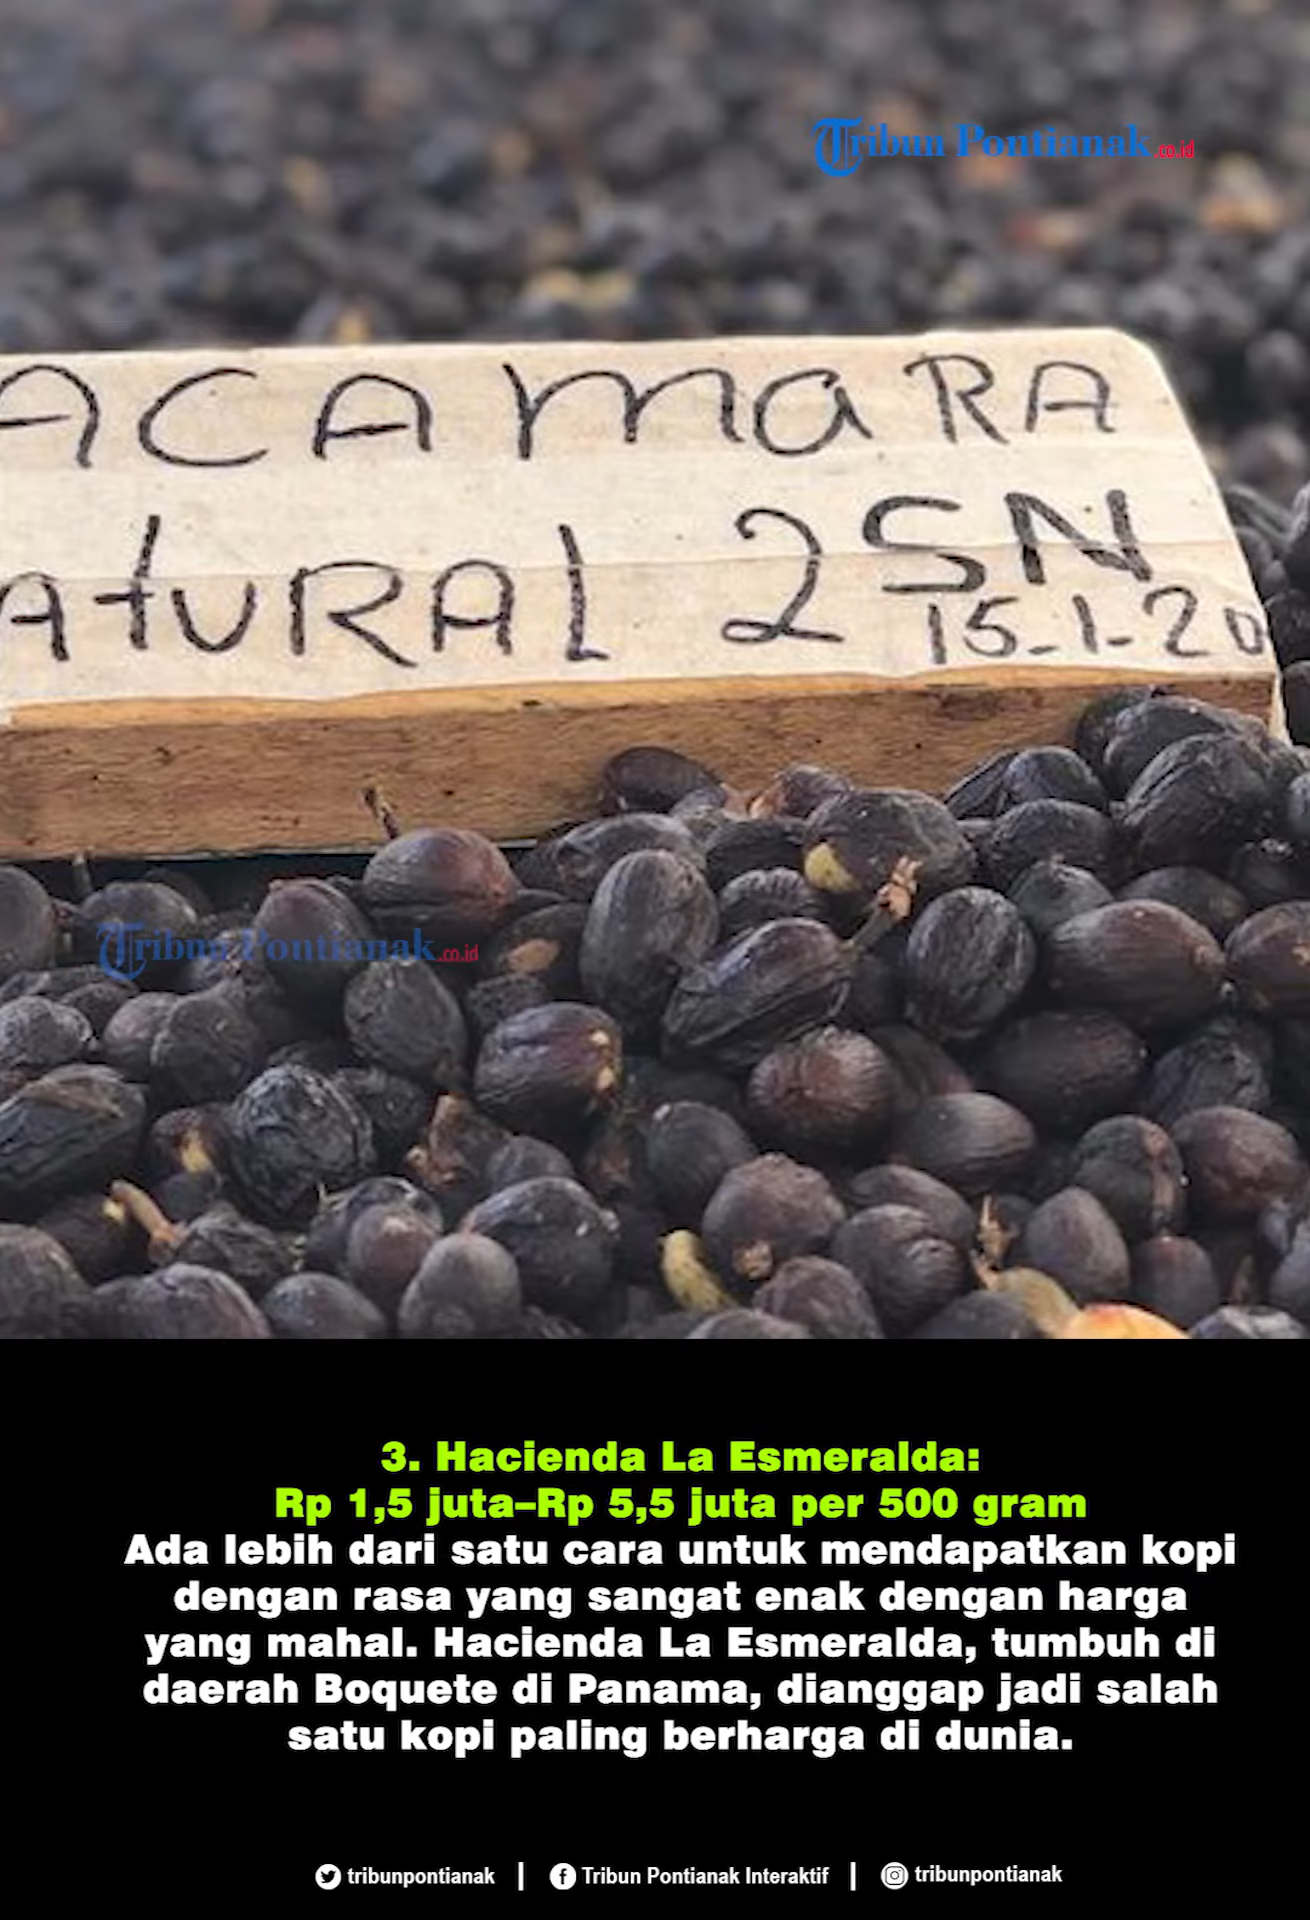 Tribun Pontianak.co.id
ACAMaRA
AtURAL 2 SN
15-1-20
Tribun Pontianak.co.id
3. Hacienda La Esmeralda:
Rp 1,5 juta–Rp 5,5 juta per 500 gram
Ada lebih dari satu cara untuk mendapatkan kopi
dengan rasa yang sangat enak dengan harga
yang mahal. Hacienda La Esmeralda, tumbuh di
daerah Boquete di Panama, dianggap jadi salah
satu kopi paling berharga di dunia.
tribunpontianak | Tribun Pontianak Interaktif | tribunpontianak